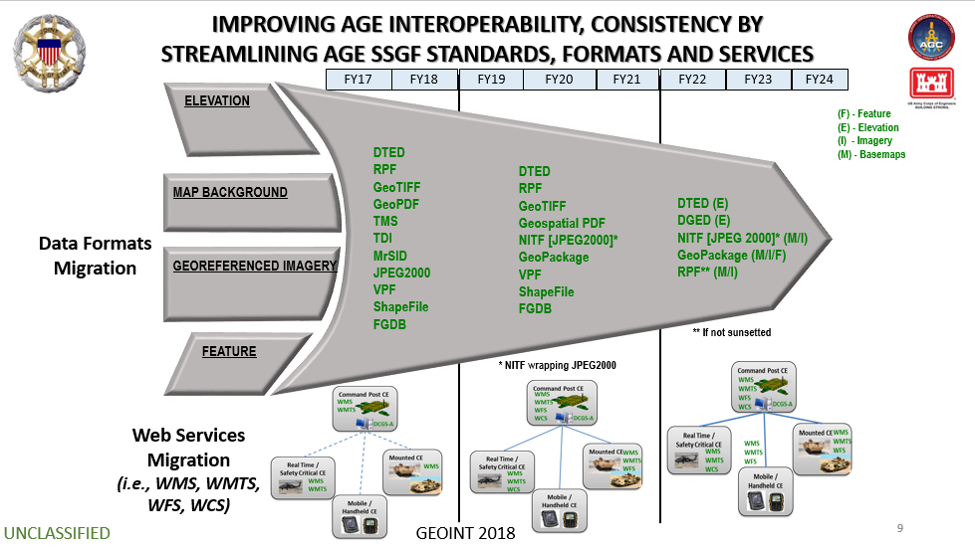 IMPROVING AGE INTEROPERABILITY, CONSISTENCY BY
STREAMLINING AGE SSGF STANDARDS, FORMATS AND SERVICES
AGC
US Army Corps of Engineers
BUILDING STRONG
FY17 FY18 FY19 FY20 FY21 FY22 FY23 FY24
(F) - Feature
(E) - Elevation
(I) - Imagery
(M) - Basemaps
Data Formats
Migration
ELEVATION
MAP BACKGROUND
GEOREFERENCED IMAGERY
FEATURE
DTED
RPF
GeoTIFF
GeoPDF
TMS
TDI
MrSID
JPEG2000
VPF
ShapeFile
FGDB
DTED
RPF
GeoTIFF
Geospatial PDF
NITF [JPEG2000]*
GeoPackage
VPF
ShapeFile
FGDB
DTED (E)
DGED (E)
NITF [JPEG 2000]* (M/I)
GeoPackage (M/I/F)
RPF** (M/I)
** If not sunsetted
* NITF wrapping JPEG2000
Web Services
Migration
(i.e., WMS, WMTS,
WFS, WCS)
Command Post CE
WMS
WMTS
DCGS-A
Real Time /
Safety Critical CE
WMS
WMTS
Mounted CE
WMS
Mobile /
Handheld CE
Command Post CE
WMS
WMTS
WFS
WCS
DCGS-A
Real Time /
Safety Critical CE
WMS
WMTS
WCS
Mounted CE
WMS
WMTS
WFS
Mobile /
Handheld CE
Command Post CE
WMS
WMTS
WFS
WCS
DCGS-A
Real Time /
Safety Critical CE
WMS
WMTS
WCS
WMS
WMTS
WFS
Mobile /
Handheld CE
Mounted CE
WMS
WMTS
WFS
UNCLASSIFIED
GEOINT 2018
9